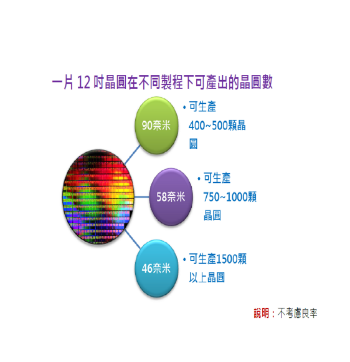 一片 12 吋晶圓在不同製程下可產出的晶圓數
90奈米
• 可生產
400~500顆晶
圓
58奈米
• 可生產
750~1000顆
晶圓
46奈米
• 可生產1500顆
以上晶圓
說明：不考慮良率